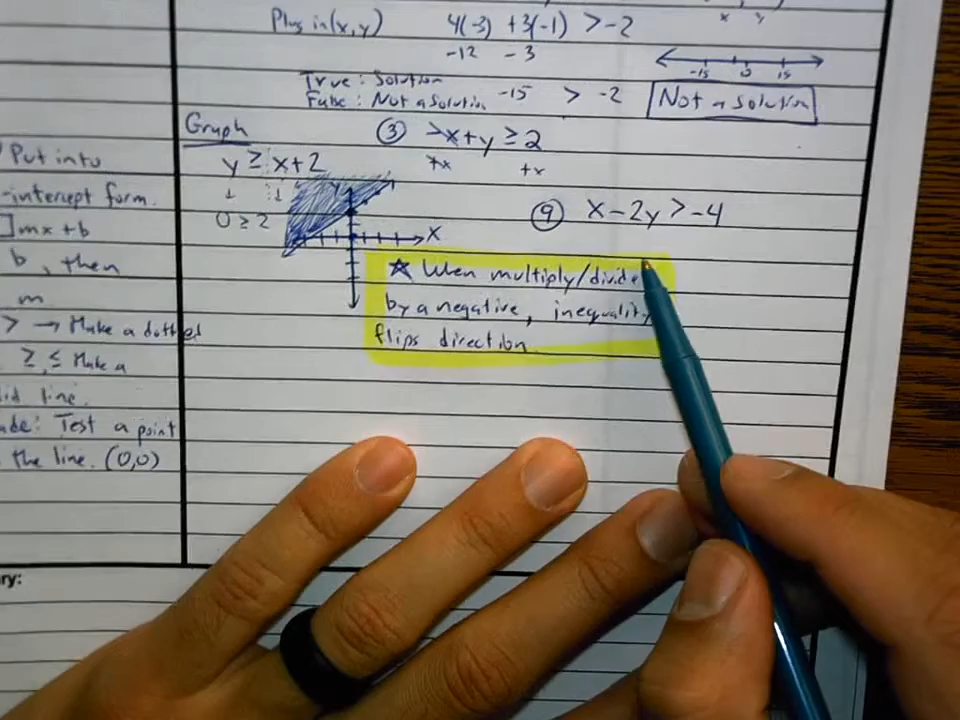 Plug in (x,y) 4(-3) +3(-1) > -2
x y
-12 -3
-15 0 15
True: Solution
False: Not a solution -15 > -2 Not a solution
Graph ③ -x+y ≥ 2
y ≥ x+2 +x +x
↓ ↓
0 ≥ 2
⑨ x-2y > -4
x
★ When multiply/divide
by a negative, inequality
flips direction.
Put into
-intercept form.
mx + b
b, then
m
> → Make a dotted
≥, ≤ Make a
line.
Test a point
the line. (0,0)
ry: